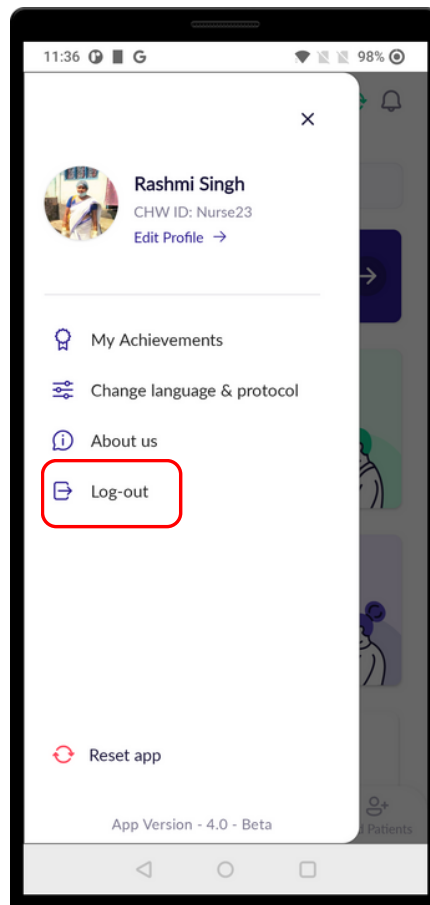 11:36 G 98%
Rashmi Singh
CHW ID: Nurse23
Edit Profile →
My Achievements
Change language & protocol
About us
Log-out
Reset app
App Version - 4.0 - Beta
Patients